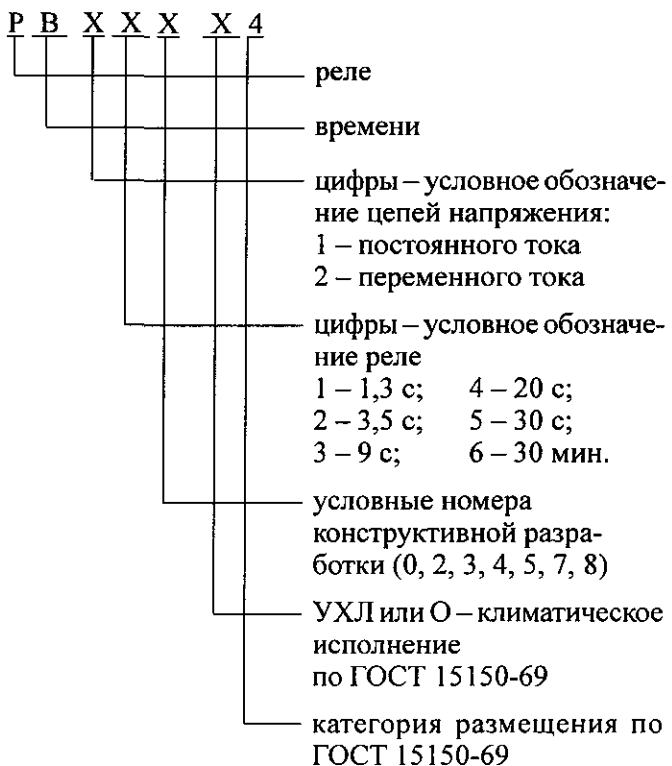 Р В Х Х Х Х 4
реле
времени
цифры – условное обозначе-
ние цепей напряжения:
1 – постоянного тока
2 – переменного тока
цифры – условное обозначе-
ние реле
1 – 1,3 с; 4 – 20 с;
2 – 3,5 с; 5 – 30 с;
3 – 9 с; 6 – 30 мин.
условные номера
конструктивной разра-
ботки (0, 2, 3, 4, 5, 7, 8)
УХЛ или О – климатическое
исполнение
по ГОСТ 15150-69
категория размещения по
ГОСТ 15150-69